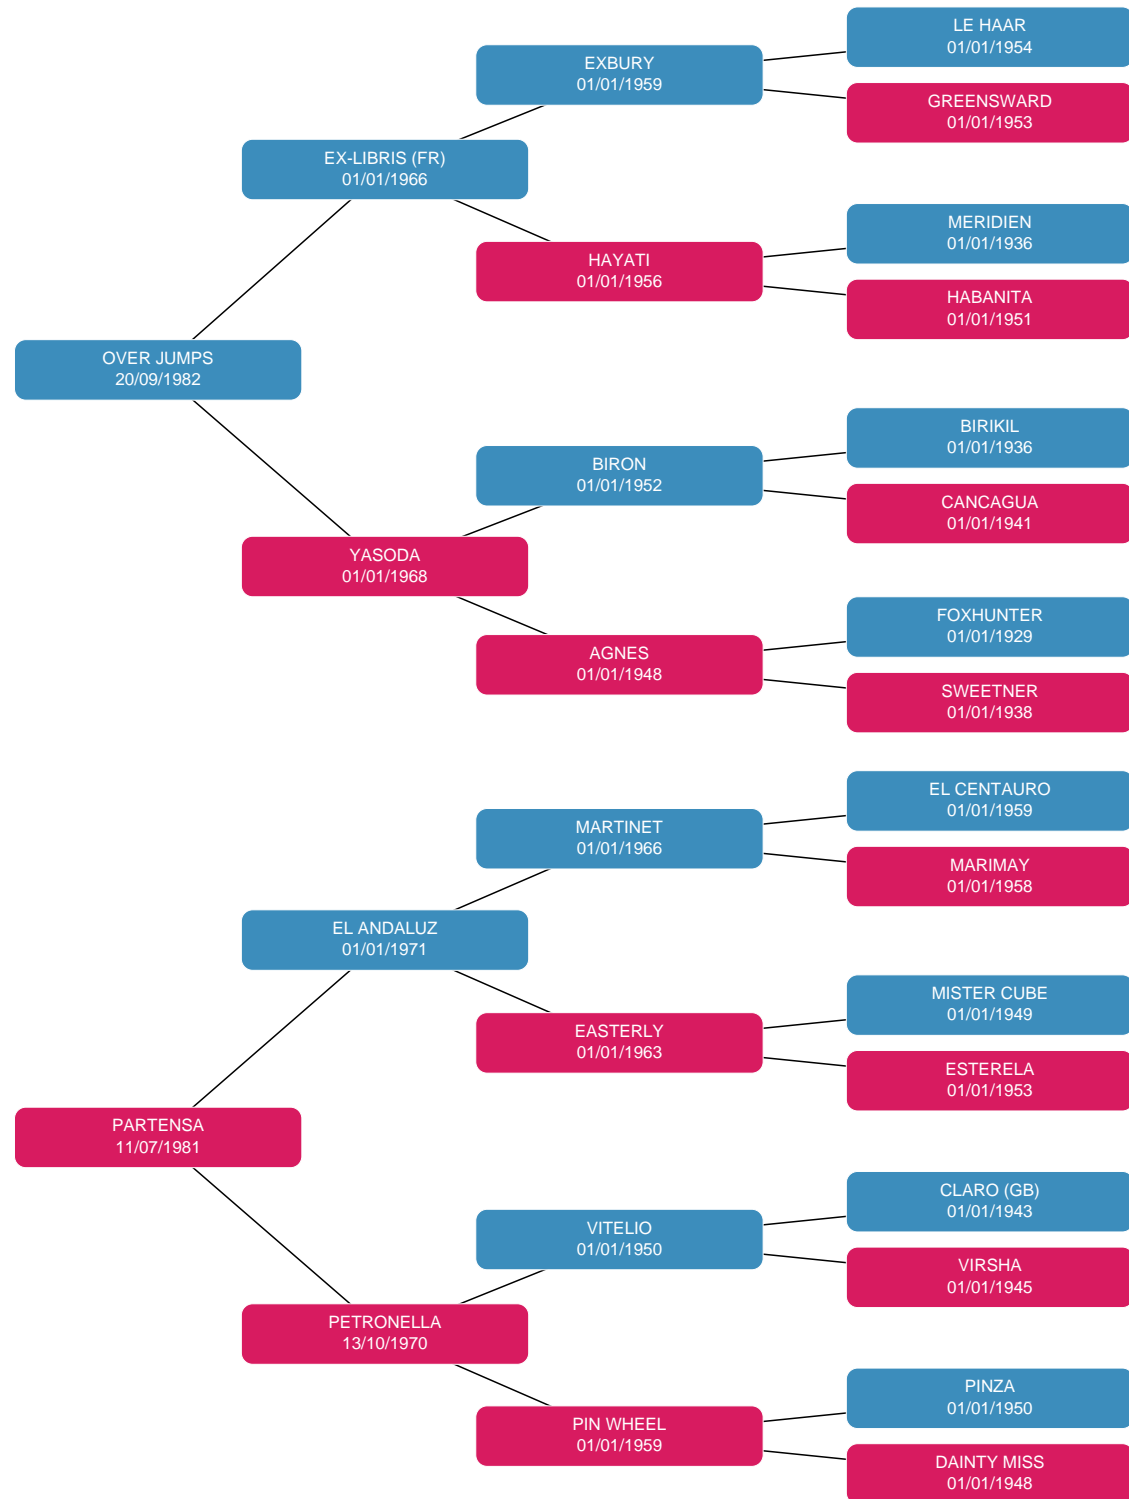 LE HAAR
01/01/1954
EXBURY
01/01/1959
GREENSWARD
01/01/1953
EX-LIBRIS (FR)
01/01/1966
MERIDIEN
01/01/1936
HAYATI
01/01/1956
HABANITA
01/01/1951
OVER JUMPS
20/09/1982
BIRIKIL
01/01/1936
BIRON
01/01/1952
CANCAGUA
01/01/1941
YASODA
01/01/1968
FOXHUNTER
01/01/1929
AGNES
01/01/1948
SWEETNER
01/01/1938
EL CENTAURO
01/01/1959
MARTINET
01/01/1966
MARIMAY
01/01/1958
EL ANDALUZ
01/01/1971
MISTER CUBE
01/01/1949
EASTERLY
01/01/1963
ESTERELA
01/01/1953
PARTENSA
11/07/1981
CLARO (GB)
01/01/1943
VITELIO
01/01/1950
VIRSHA
01/01/1945
PETRONELLA
13/10/1970
PINZA
01/01/1950
PIN WHEEL
01/01/1959
DAINTY MISS
01/01/1948